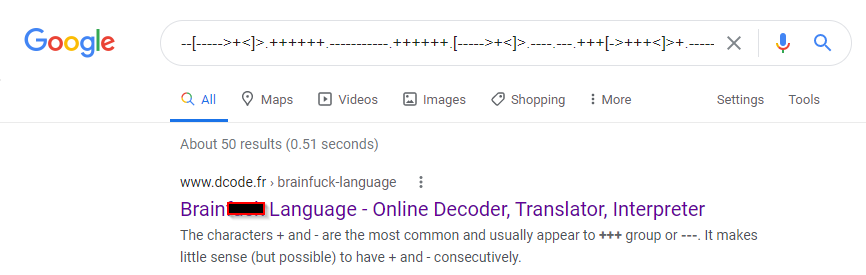 Google
--[----->+<]>.++++++.-----------.++++++.[----->+<]>.----.---.+++[->+++<]>+.-----
All Maps Videos Images Shopping More Settings Tools
About 50 results (0.51 seconds)
www.dcode.fr › brainfuck-language
Brain Language - Online Decoder, Translator, Interpreter
The characters + and - are the most common and usually appear to +++ group or ---. It makes
little sense (but possible) to have + and - consecutively.